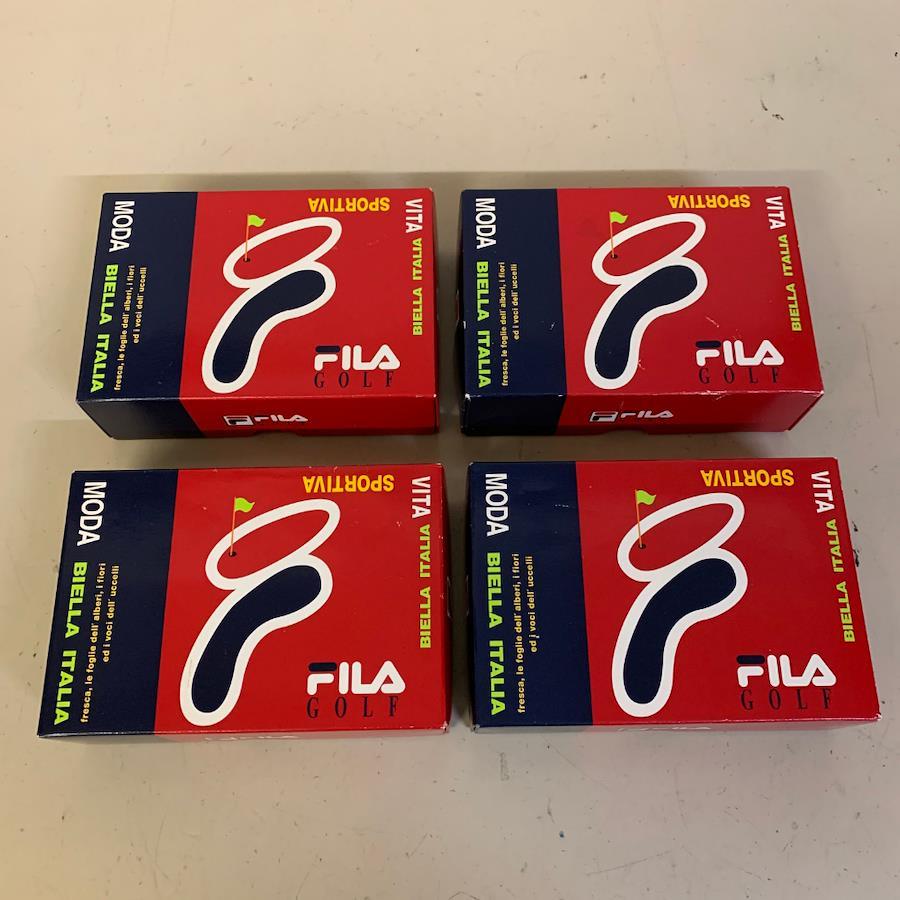 MODA
BIELLA ITALIA
fresca, le foglie dell' alberi, i fiori
ed i voci dell' uccelli
SPORTIVA
VITA
BIELLA ITALIA
FILA
GOLF
FILA
MODA
BIELLA ITALIA
fresca, le foglie dell' alberi, i fiori
ed i voci dell' uccelli
SPORTIVA
VITA
BIELLA ITALIA
FILA
GOLF
FILA
MODA
BIELLA ITALIA
fresca, le foglie dell' alberi, i fiori
ed i voci dell' uccelli
SPORTIVA
VITA
BIELLA ITALIA
FILA
GOLF
MODA
BIELLA ITALIA
fresca, le foglie dell' alberi, i fiori
ed i voci dell' uccelli
SPORTIVA
VITA
BIELLA ITALIA
FILA
GOLF